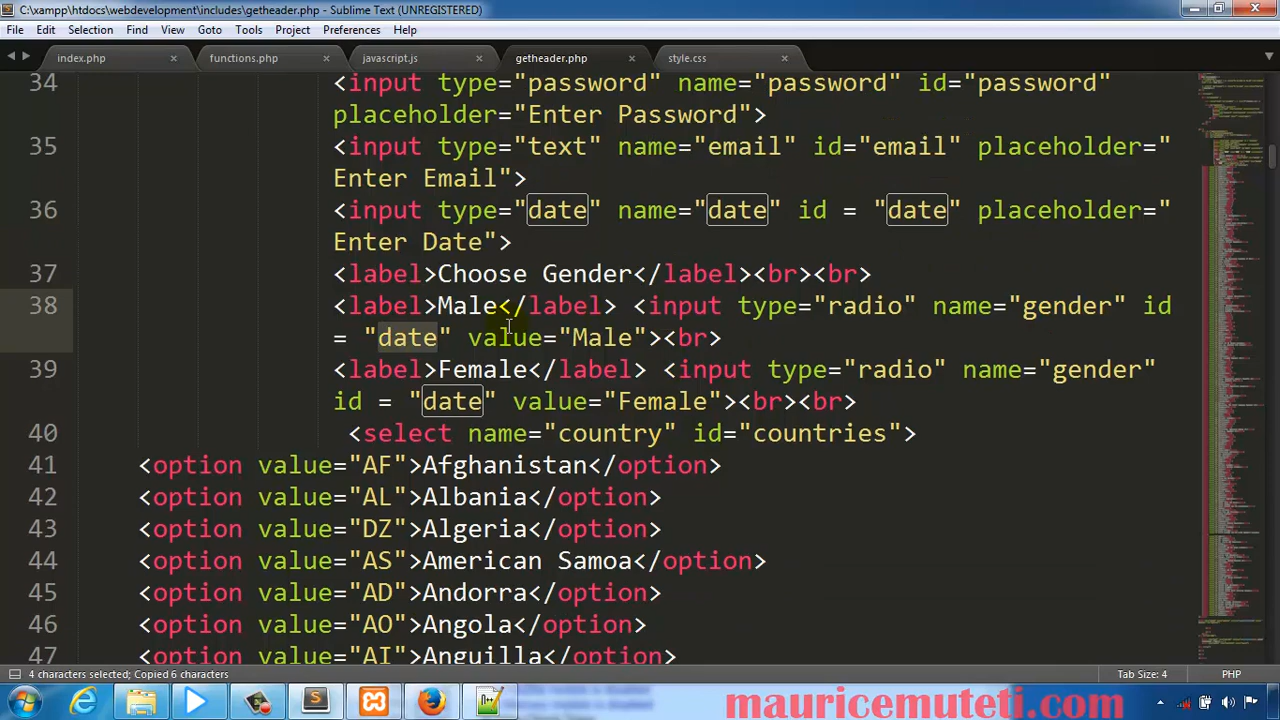 C:\xampp\htdocs\webdevelopment\includes\getheader.php - Sublime Text (UNREGISTERED)
File Edit Selection Find View Goto Tools Project Preferences Help
index.php functions.php javascript.js getheader.php style.css
34 <input type="password" name="password" id="password"
placeholder="Enter Password">
35 <input type="text" name="email" id="email" placeholder="
Enter Email">
36 <input type="date" name="date" id = "date" placeholder="
Enter Date">
37 <label>Choose Gender</label><br><br>
38 <label>Male</label> <input type="radio" name="gender" id
= "date" value="Male"><br>
39 <label>Female</label> <input type="radio" name="gender"
id = "date" value="Female"><br><br>
40 <select name="country" id="countries">
41 <option value="AF">Afghanistan</option>
42 <option value="AL">Albania</option>
43 <option value="DZ">Algeria</option>
44 <option value="AS">American Samoa</option>
45 <option value="AD">Andorra</option>
46 <option value="AO">Angola</option>
47 <option value="AI">Anguilla</option>
4 characters selected; Copied 6 characters Tab Size: 4 PHP
mauricemuteti.com